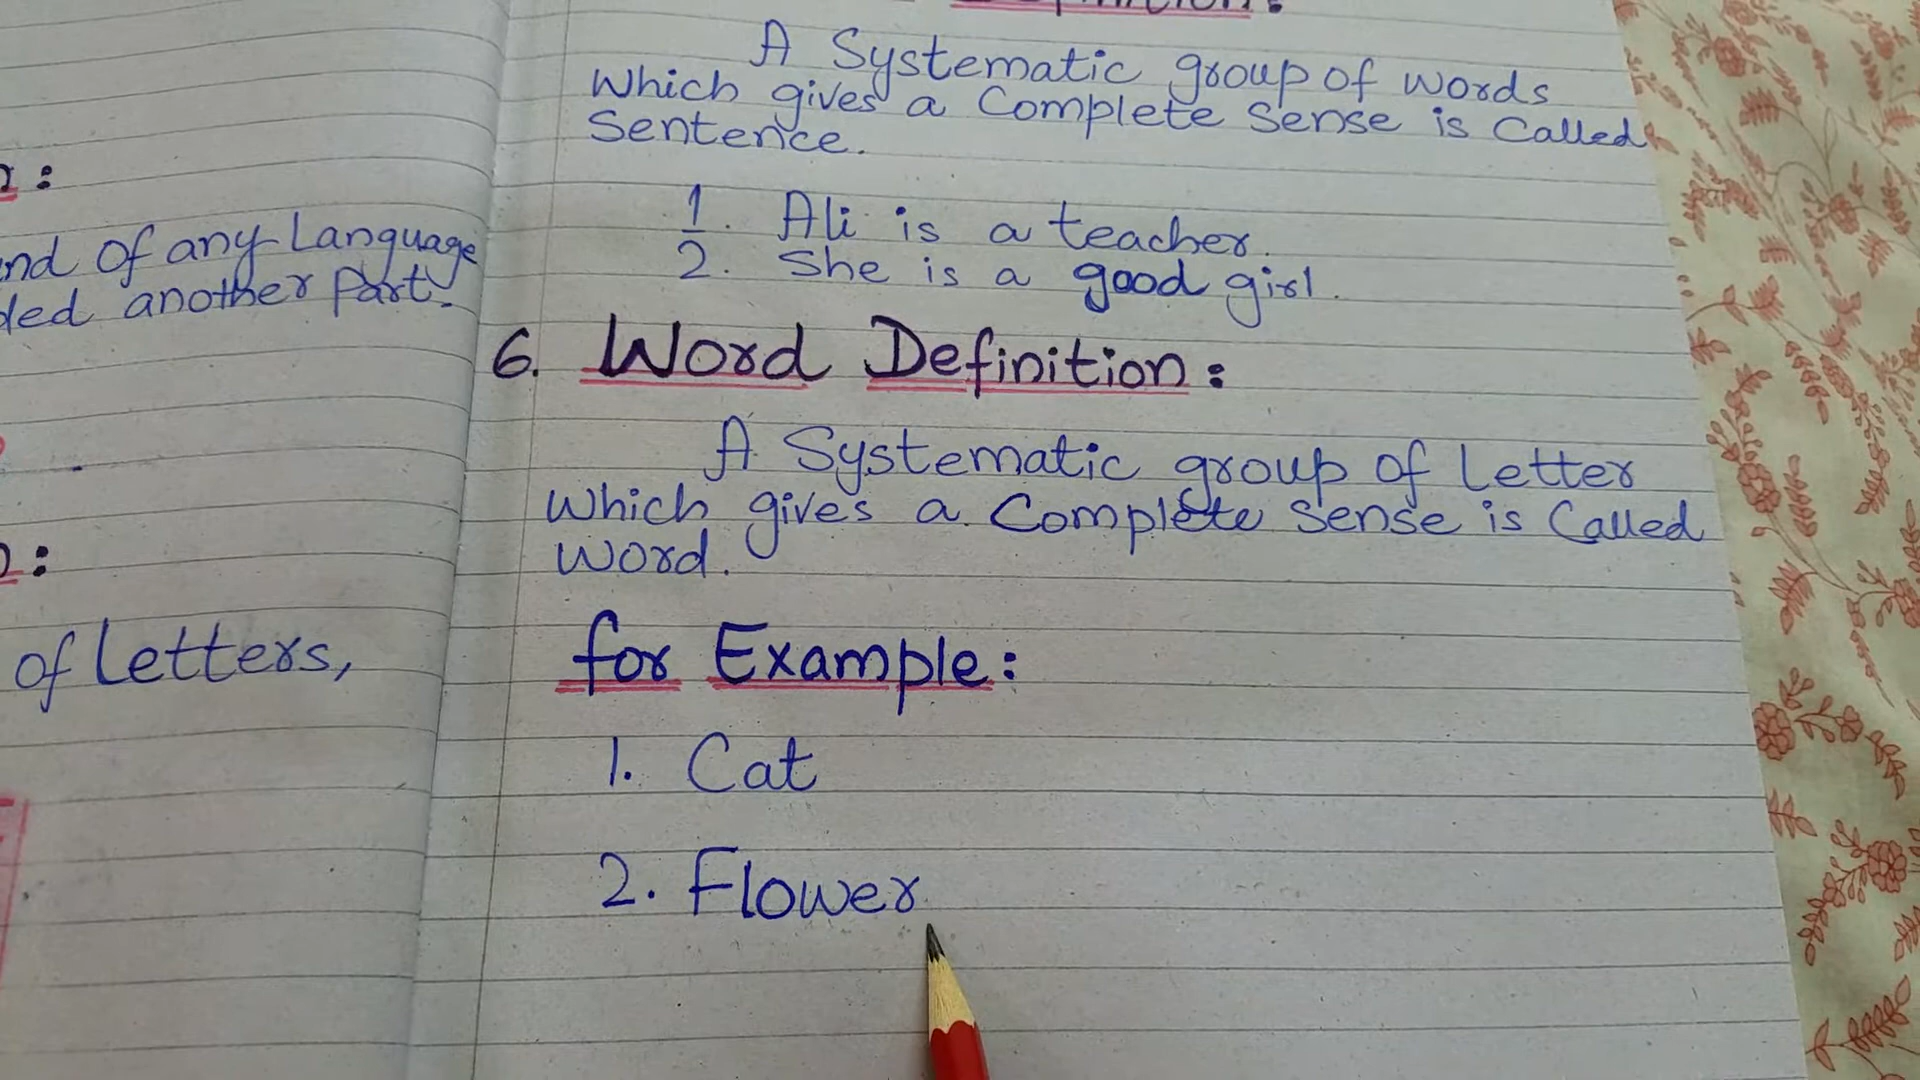 :
nd of any Language
another Part.
:
of Letters,
A Systematic group of words
which gives a Complete Sense is Called
Sentence.
1. Ali is a teacher.
2. She is a good girl.
6. Word Definition:
A Systematic group of Letter
which gives a Complete Sense is Called
word.
for Example:
1. Cat
2. Flower